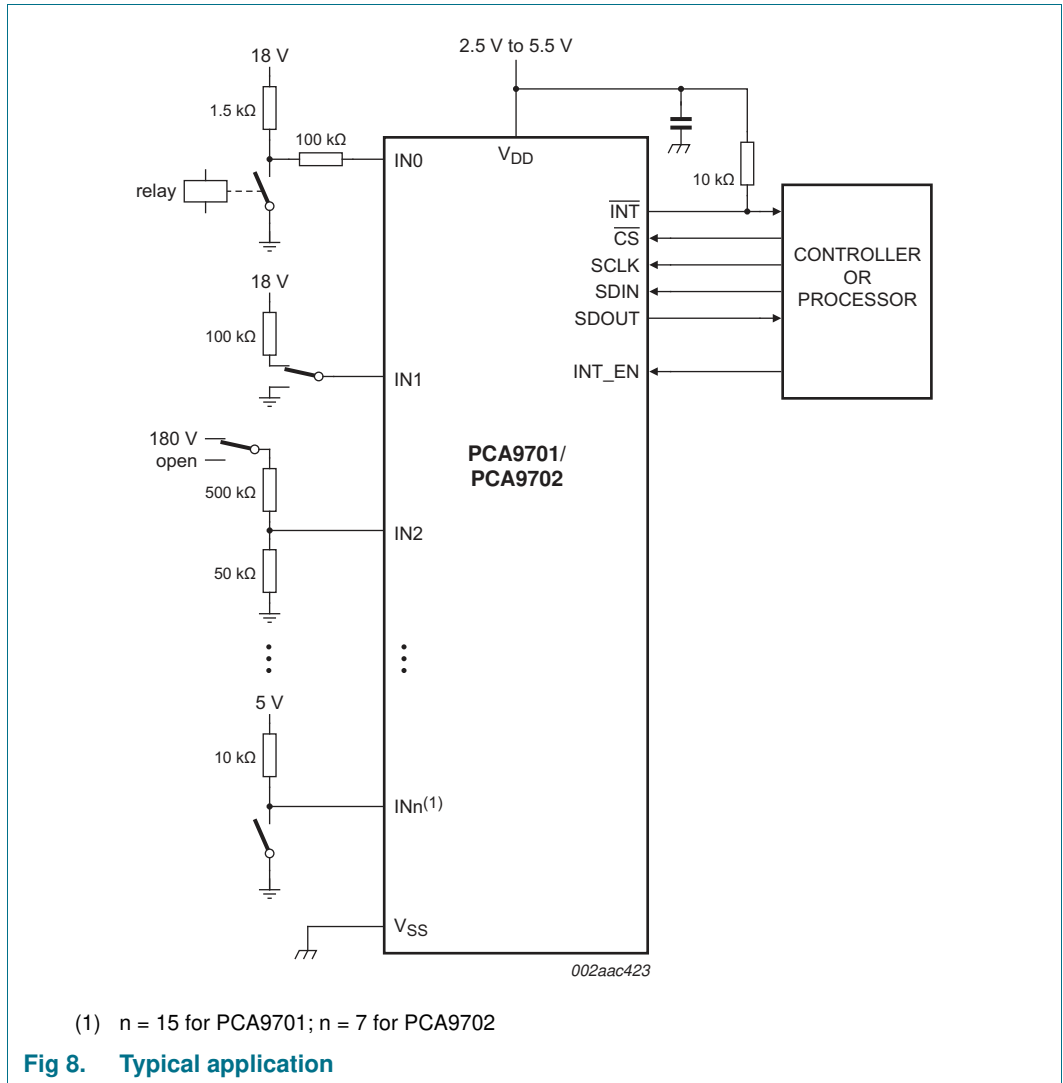 18 V
2.5 V to 5.5 V
1.5 kΩ
100 kΩ
IN0
VDD
10 kΩ
relay
INT
CS
SCLK
SDIN
SDOUT
INT_EN
CONTROLLER
OR
PROCESSOR
18 V
100 kΩ
IN1
180 V
open
500 kΩ
IN2
50 kΩ
PCA9701/
PCA9702
5 V
10 kΩ
INn(1)
VSS
002aac423
(1) n = 15 for PCA9701; n = 7 for PCA9702
Fig 8. Typical application